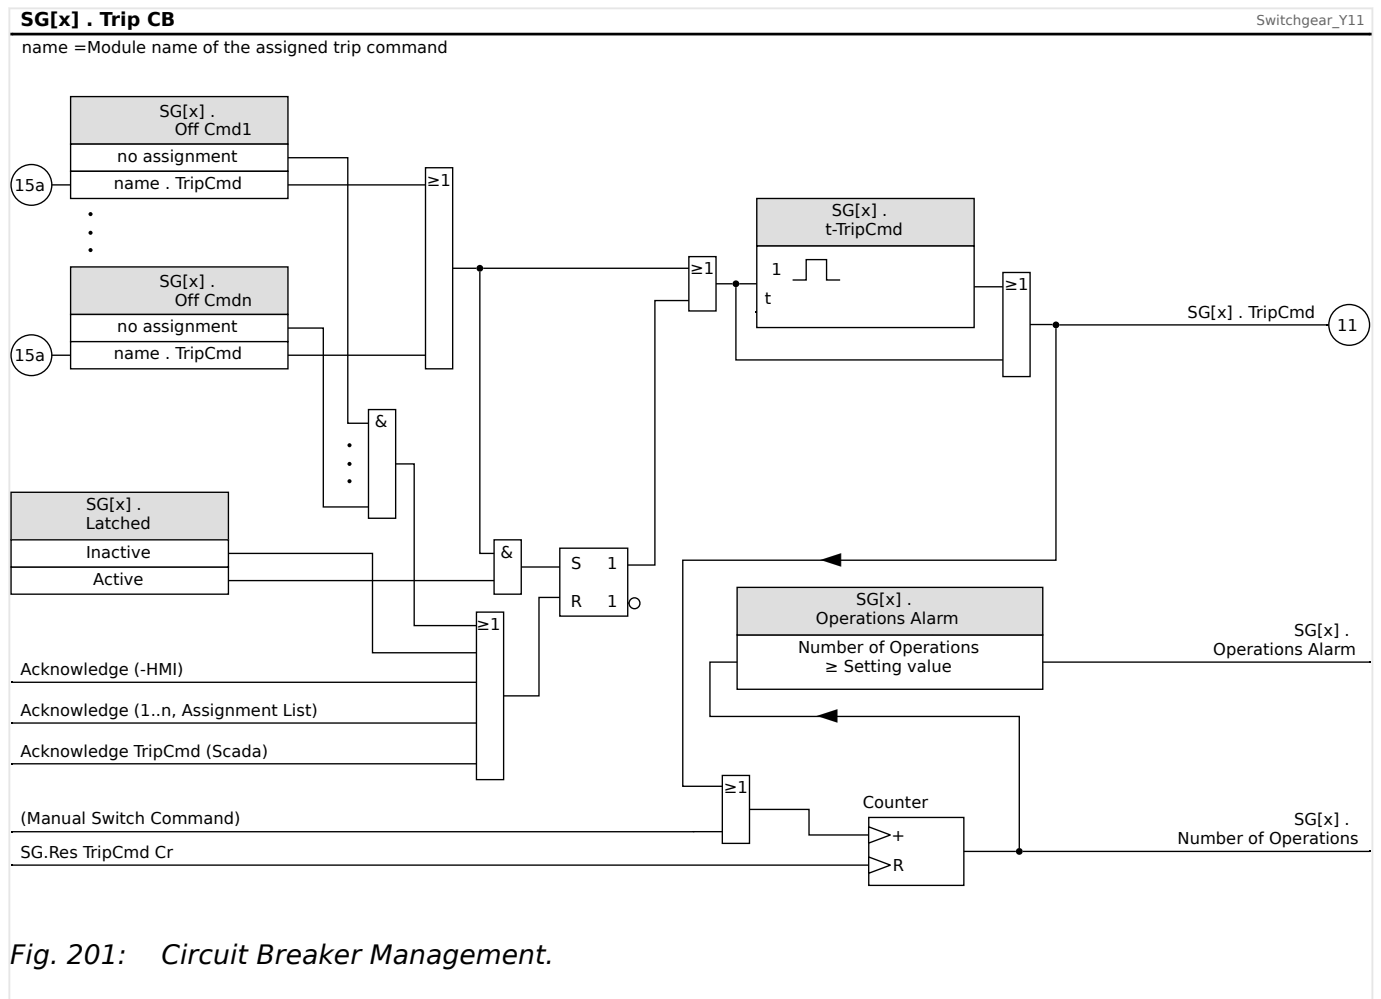 SG[x] . Trip CB
Switchgear_Y11
name =Module name of the assigned trip command
SG[x] .
Off Cmd1
no assignment
15a
name . TripCmd
≥1
SG[x] .
t-TripCmd
SG[x] .
Off Cmdn
≥1
1
t
≥1
no assignment
15a
name . TripCmd
SG[x] . TripCmd
11
&
SG[x] .
Latched
Inactive
Active
&
S 1
R 1
≥1
SG[x] .
Operations Alarm
Number of Operations
≥ Setting value
SG[x] .
Operations Alarm
Acknowledge (-HMI)
Acknowledge (1..n, Assignment List)
Acknowledge TripCmd (Scada)
≥1
Counter
(Manual Switch Command)
+
SG[x] .
Number of Operations
SG.Res TripCmd Cr
R
Fig. 201: Circuit Breaker Management.